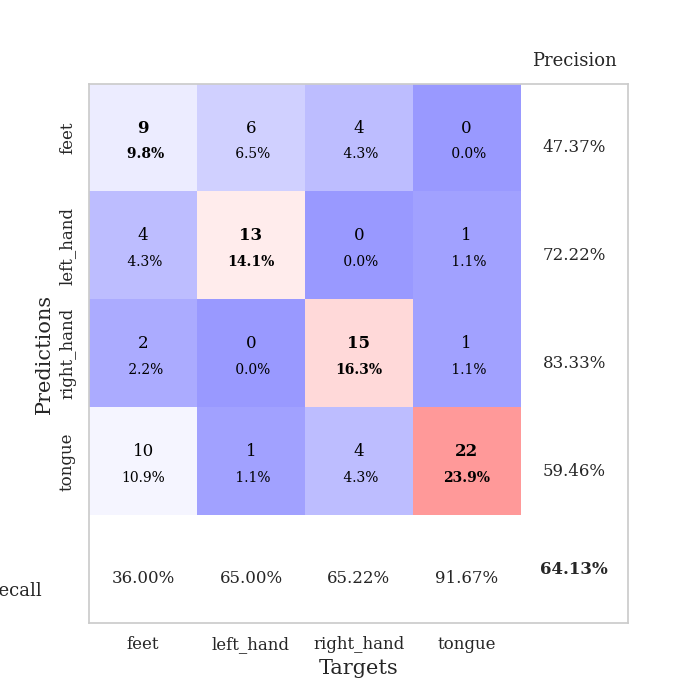 Precision
feet 9 6 4 0 47.37%
9.8% 6.5% 4.3% 0.0%
left_hand 4 13 0 1 72.22%
4.3% 14.1% 0.0% 1.1%
right_hand 2 0 15 1 83.33%
2.2% 0.0% 16.3% 1.1%
tongue 10 1 4 22 59.46%
10.9% 1.1% 4.3% 23.9%
Predictions
ecall 36.00% 65.00% 65.22% 91.67% 64.13%
feet left_hand right_hand tongue
Targets